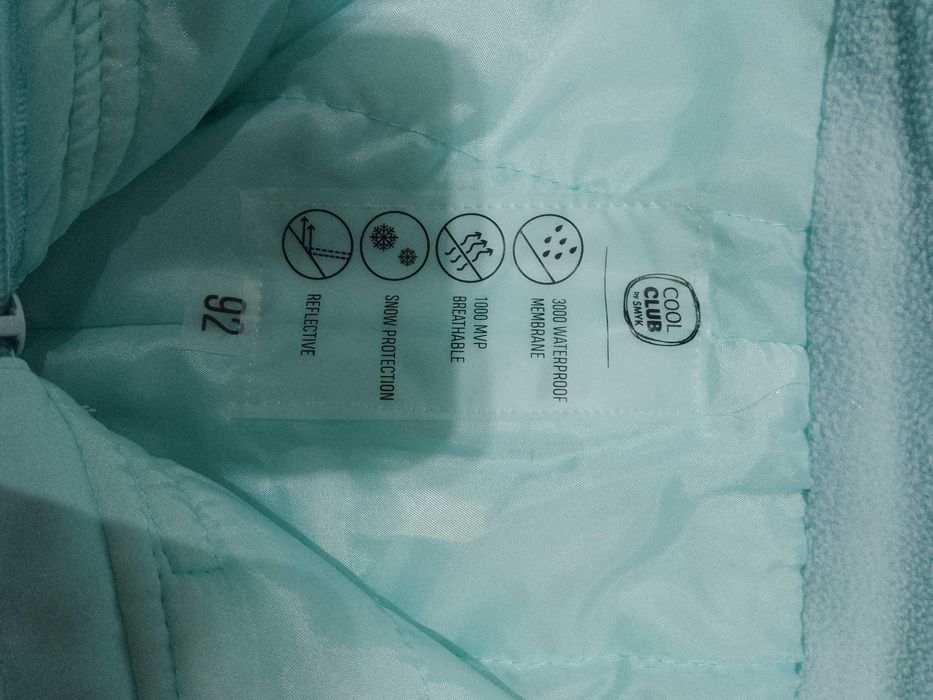 COOL
CLUB
by SMYK
3000 WATERPROOF
MEMBRANE
1000 MVP
BREATHABLE
SNOW PROTECTION
REFLECTIVE
92